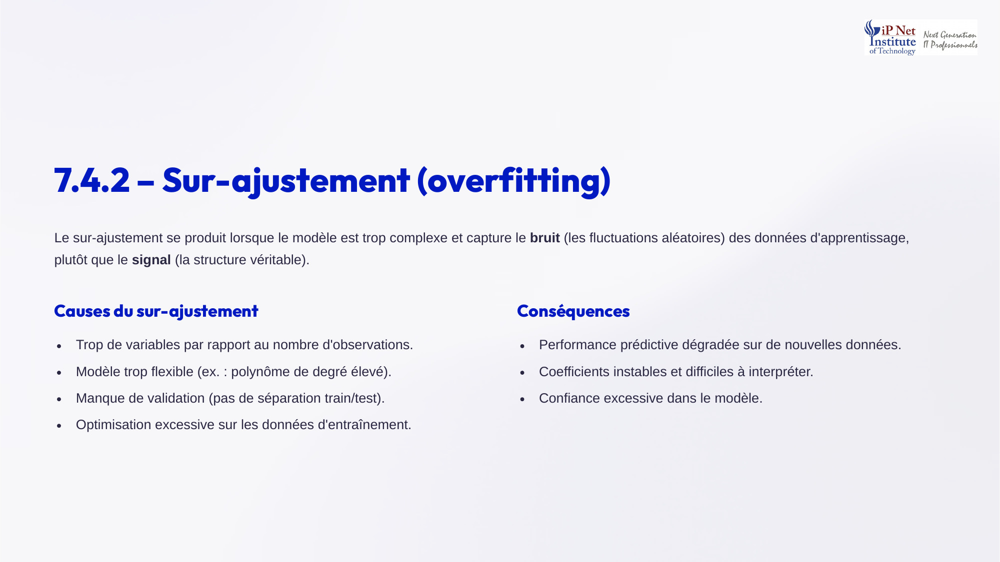 iP Net
Institute
of Technology
Next Generation
IT Professionnels
7.4.2 – Sur-ajustement (overfitting)
Le sur-ajustement se produit lorsque le modèle est trop complexe et capture le bruit (les fluctuations aléatoires) des données d'apprentissage,
plutôt que le signal (la structure véritable).
Causes du sur-ajustement
• Trop de variables par rapport au nombre d'observations.
• Modèle trop flexible (ex. : polynôme de degré élevé).
• Manque de validation (pas de séparation train/test).
• Optimisation excessive sur les données d'entraînement.
Conséquences
• Performance prédictive dégradée sur de nouvelles données.
• Coefficients instables et difficiles à interpréter.
• Confiance excessive dans le modèle.